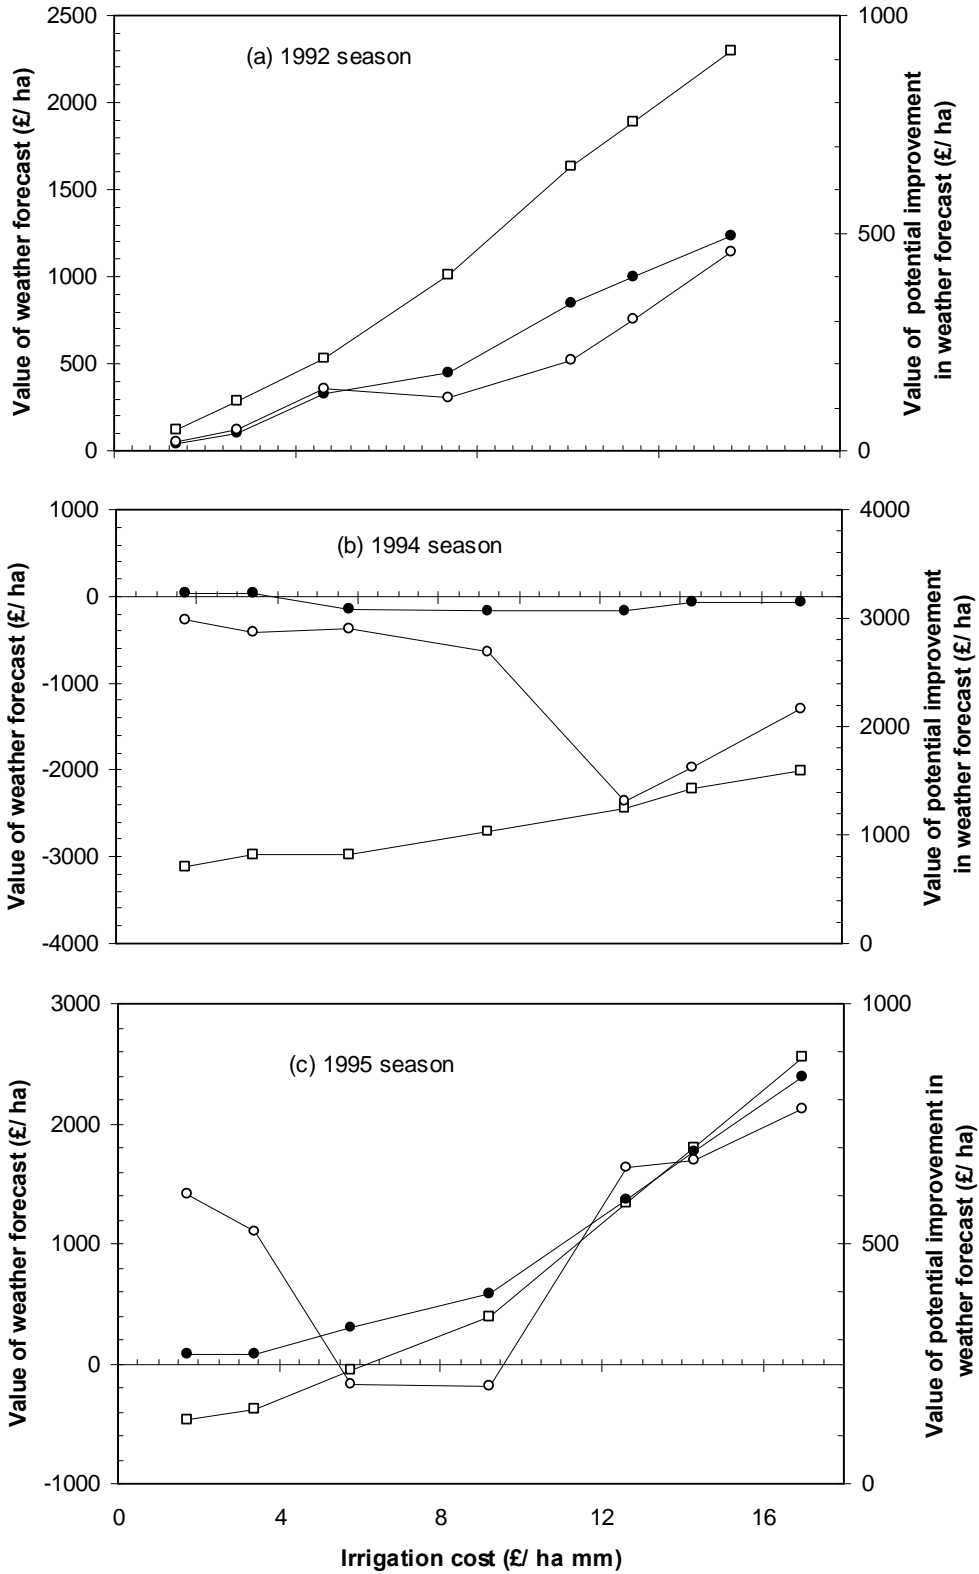 (a) 1992 season
Value of weather forecast (£/ ha)
2500
2000
1500
1000
500
0
1000
500
0
Value of potential improvement
in weather forecast (£/ ha)
(b) 1994 season
Value of weather forecast (£/ ha)
1000
0
-1000
-2000
-3000
-4000
4000
3000
2000
1000
0
Value of potential improvement
in weather forecast (£/ ha)
(c) 1995 season
Value of weather forecast (£/ ha)
3000
2000
1000
0
-1000
1000
500
0
Value of potential improvement in
weather forecast (£/ ha)
0 4 8 12 16
Irrigation cost (£/ ha mm)